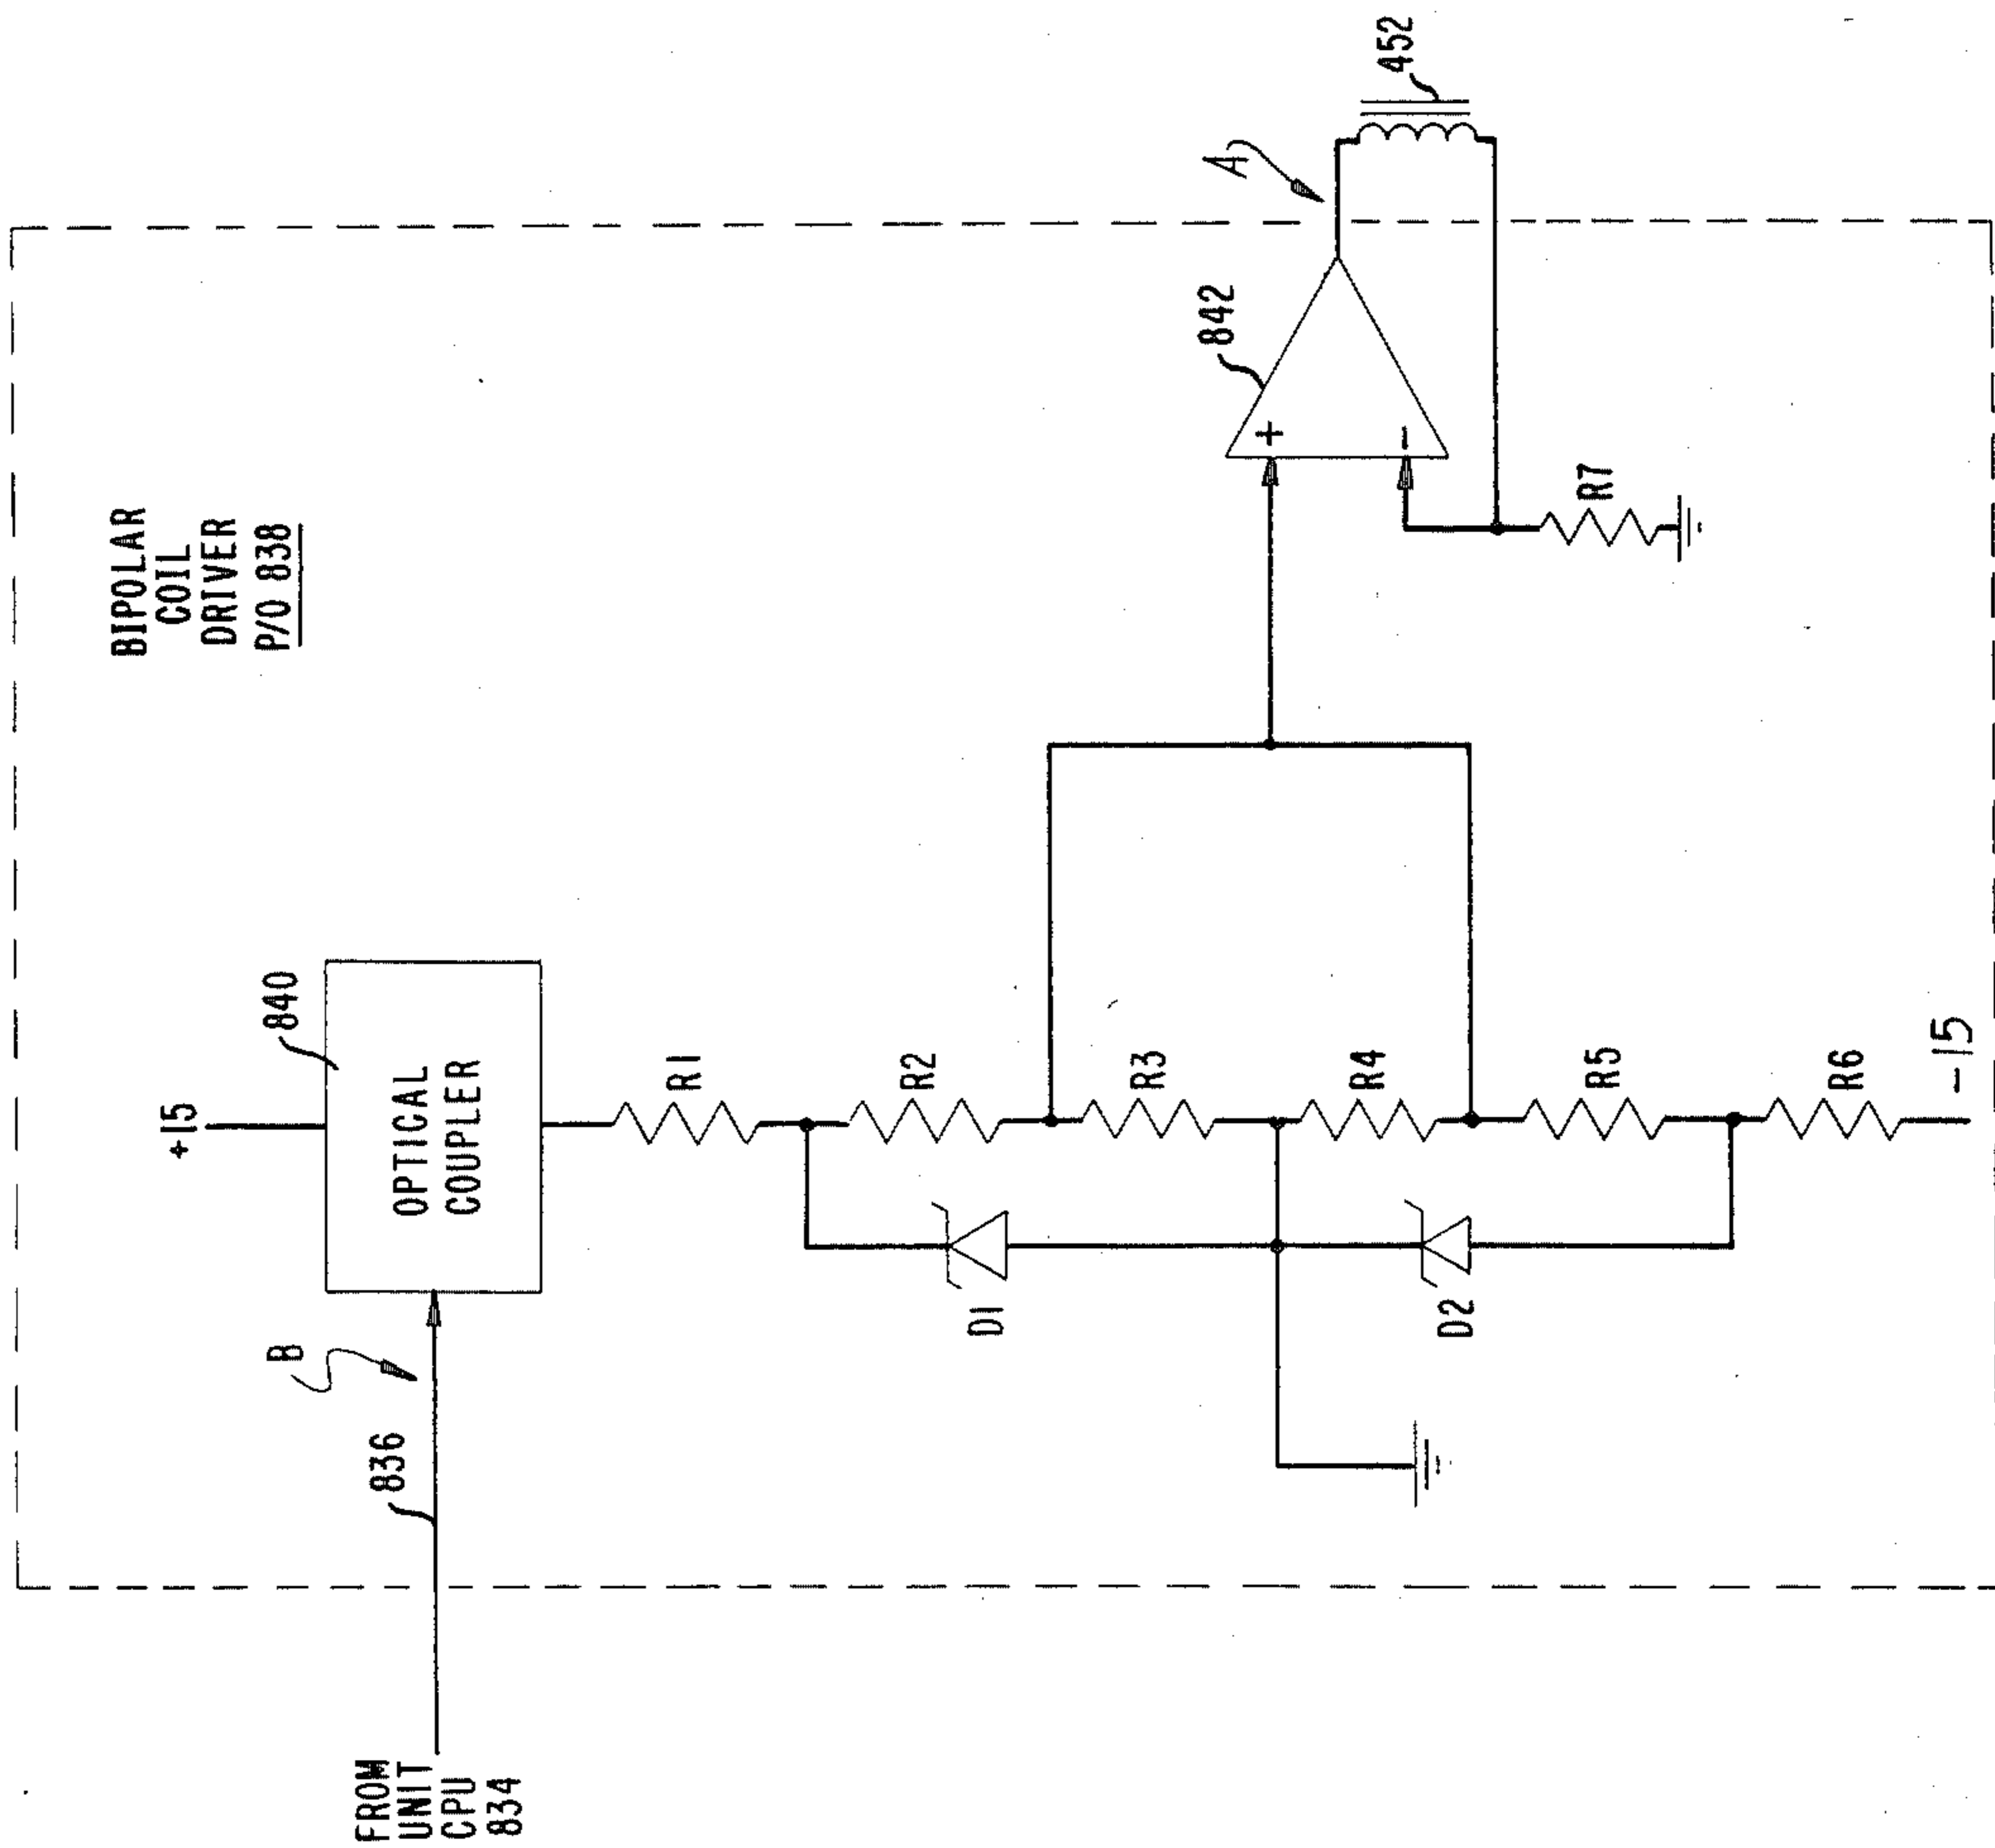 BIPOLAR
COIL
DRIVER
P/O 838
+15
840
OPTICAL
COUPLER
B
836
FROM
UNIT
CPU
834
R1
R2
R3
R4
R5
R6
-15
D1
D2
842
+
-
A
452
R7